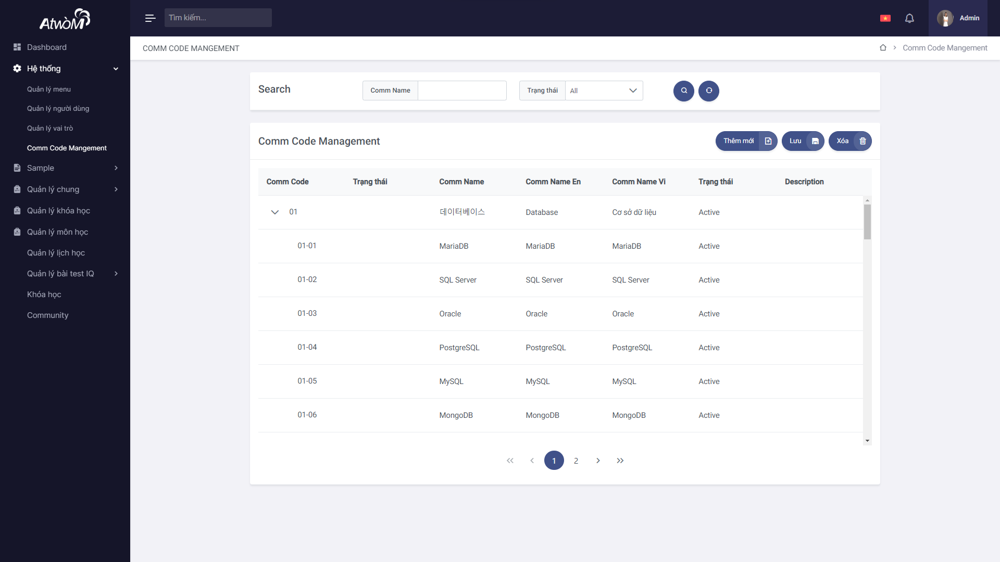 AtwòM
Tìm kiếm...
Admin
Dashboard
Hệ thống
Quản lý menu
Quản lý người dùng
Quản lý vai trò
Comm Code Mangement
Sample
Quản lý chung
Quản lý khóa học
Quản lý môn học
Quản lý lịch học
Quản lý bài test IQ
Khóa học
Community
COMM CODE MANGEMENT
Comm Code Mangement
Search
Comm Name
Trạng thái All
Comm Code Management
Thêm mới
Lưu
Xóa
Comm Code Trạng thái Comm Name Comm Name En Comm Name Vi Trạng thái Description
01 데이터베이스 Database Cơ sở dữ liệu Active
01-01 MariaDB MariaDB MariaDB Active
01-02 SQL Server SQL Server SQL Server Active
01-03 Oracle Oracle Oracle Active
01-04 PostgreSQL PostgreSQL PostgreSQL Active
01-05 MySQL MySQL MySQL Active
01-06 MongoDB MongoDB MongoDB Active
1 2